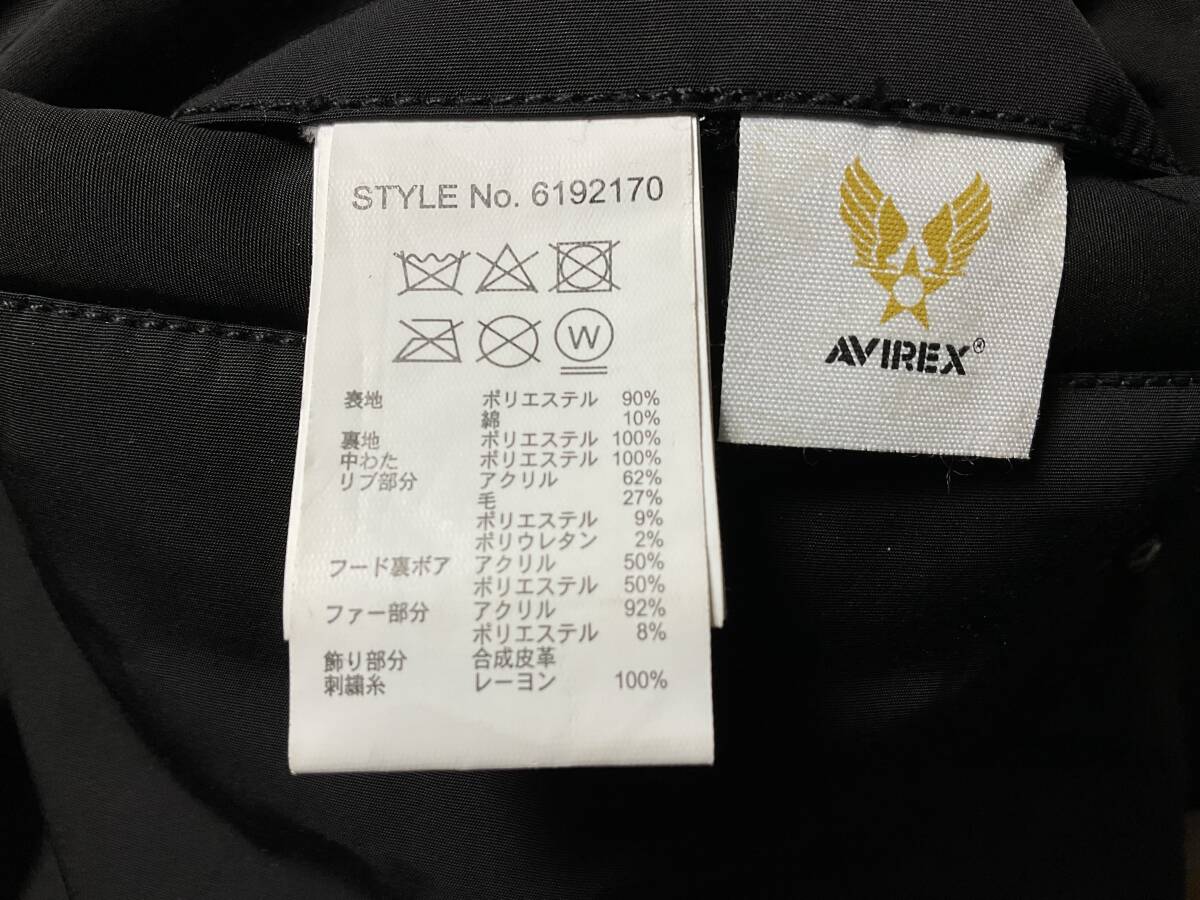 STYLE No. 6192170
W
表地 ポリエステル 90%
綿 10%
裏地 ポリエステル 100%
中わた ポリエステル 100%
リブ部分 アクリル 62%
毛 27%
ポリエステル 9%
ポリウレタン 2%
フード裏ボア アクリル 50%
ポリエステル 50%
ファー部分 アクリル 92%
ポリエステル 8%
飾り部分 合成皮革
刺繍糸 レーヨン 100%
AVIREX®